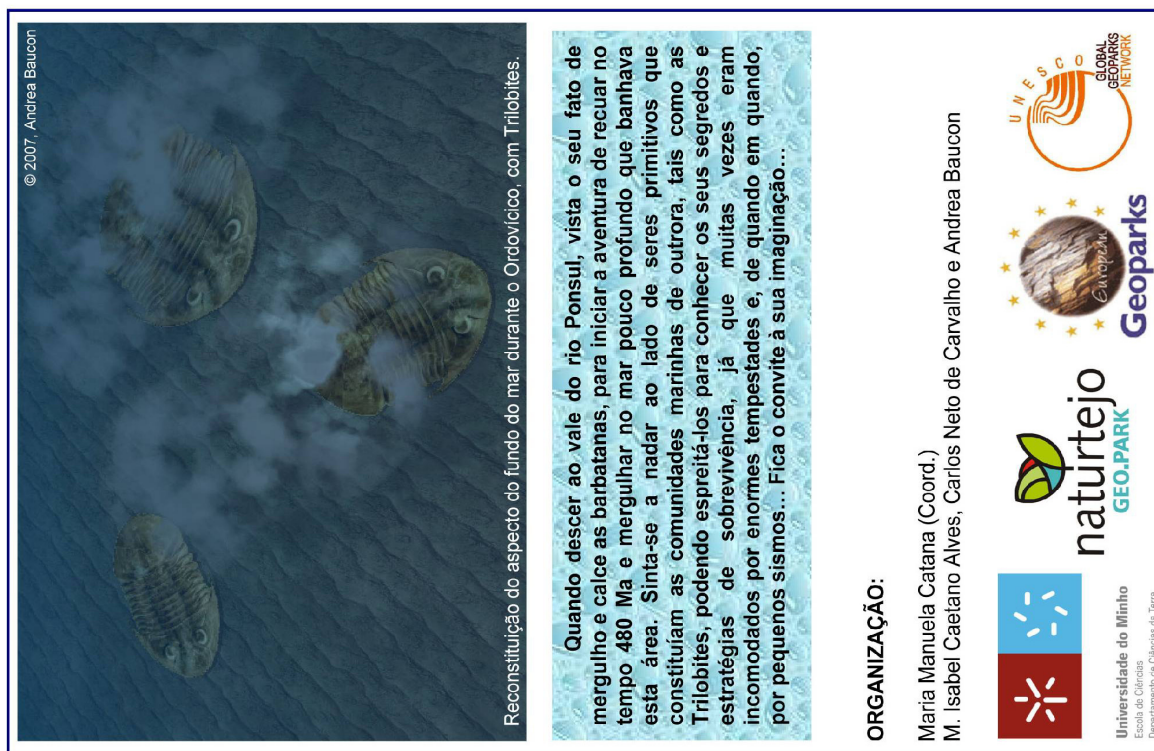 © 2007, Andrea Baucon
Reconstituição do aspecto do fundo do mar durante o Ordovícico, com Trilobites.
Quando descer ao vale do rio Ponsul, vista o seu fato de
mergulho e calce as barbatanas, para iniciar a aventura de recuar no
tempo 480 Ma e mergulhar no mar pouco profundo que banhava
esta área. Sinta-se a nadar ao lado de seres primitivos que
constituíam as comunidades marinhas de outrora, tais como as
Trilobites, podendo espreitá-los para conhecer os seus segredos e
estratégias de sobrevivência, já que muitas vezes eram
incomodados por enormes tempestades e, de quando em quando,
por pequenos sismos... Fica o convite à sua imaginação...
ORGANIZAÇÃO:
Maria Manuela Catana (Coord.)
M. Isabel Caetano Alves, Carlos Neto de Carvalho e Andrea Baucon
Universidade do Minho
Escola de Ciências
Departamento de Ciências da Terra
naturtejo
GEO.PARK
European
Geoparks
UNESCO
GLOBAL
GEOPARKS
NETWORK